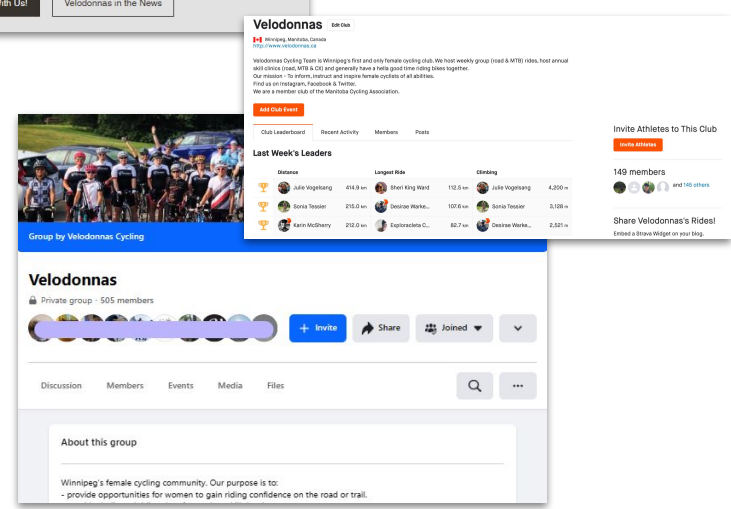 With Us!
Velodonnas in the News
Velodonnas Edit Club
Winnipeg, Manitoba, Canada
http://www.velodonnas.ca
Velodonnas Cycling Team is Winnipeg's first and only female cycling club. We host weekly group (road & MTB) rides, host annual
skill clinics (road, MTB & CX) and generally have a hella good time riding bikes together.
Our mission - To inform, instruct and inspire female cyclists of all abilities.
Find us on Instagram, Facebook & Twitter.
We are a member club of the Manitoba Cycling Association.
Add Club Event
Club Leaderboard Recent Activity Members Posts
Last Week's Leaders
Distance Longest Ride Climbing
Julie Vogelsang 414.9 km Sheri King Ward 112.5 km Julie Vogelsang 4,200 m
Sonia Tessier 215.0 km Desirae Warke... 107.6 km Sonia Tessier 3,128 m
Karin McSherry 212.0 km Exploracleta C... 82.7 km Desirae Warke... 2,521 m
Invite Athletes to This Club
Invite Athletes
149 members
and 145 others
Share Velodonnas's Rides!
Embed a Strava Widget on your blog.
Group by Velodonnas Cycling
Velodonnas
Private group · 505 members
+ Invite Share Joined
Discussion Members Events Media Files
About this group
Winnipeg's female cycling community. Our purpose is to:
- provide opportunities for women to gain riding confidence on the road or trail.